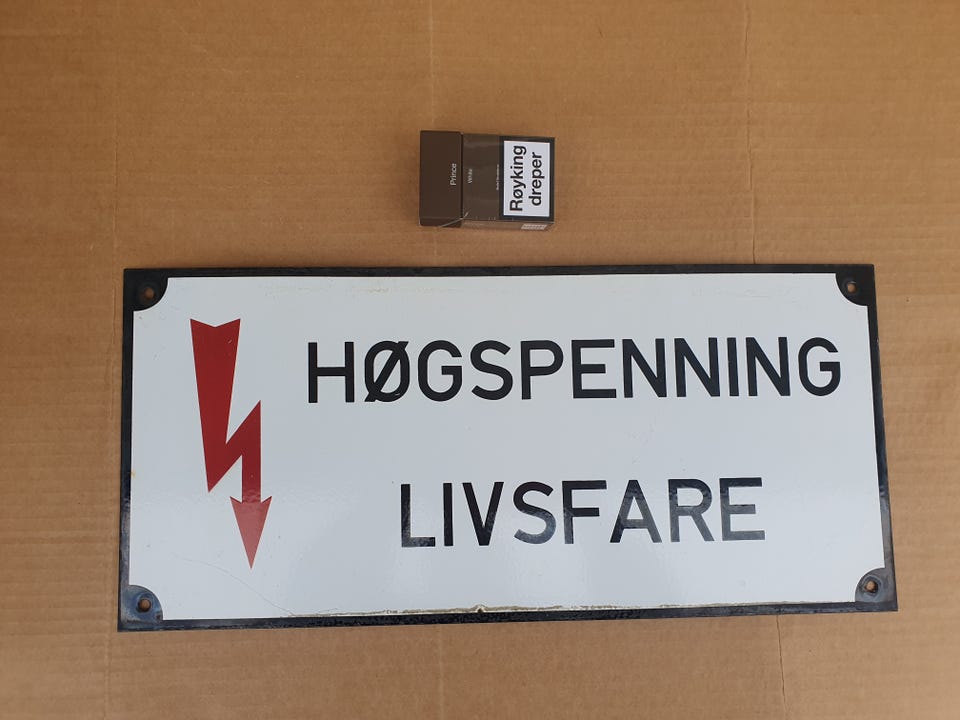 Prince
White
Røyking
dreper
HØGSPENNING
LIVSFARE